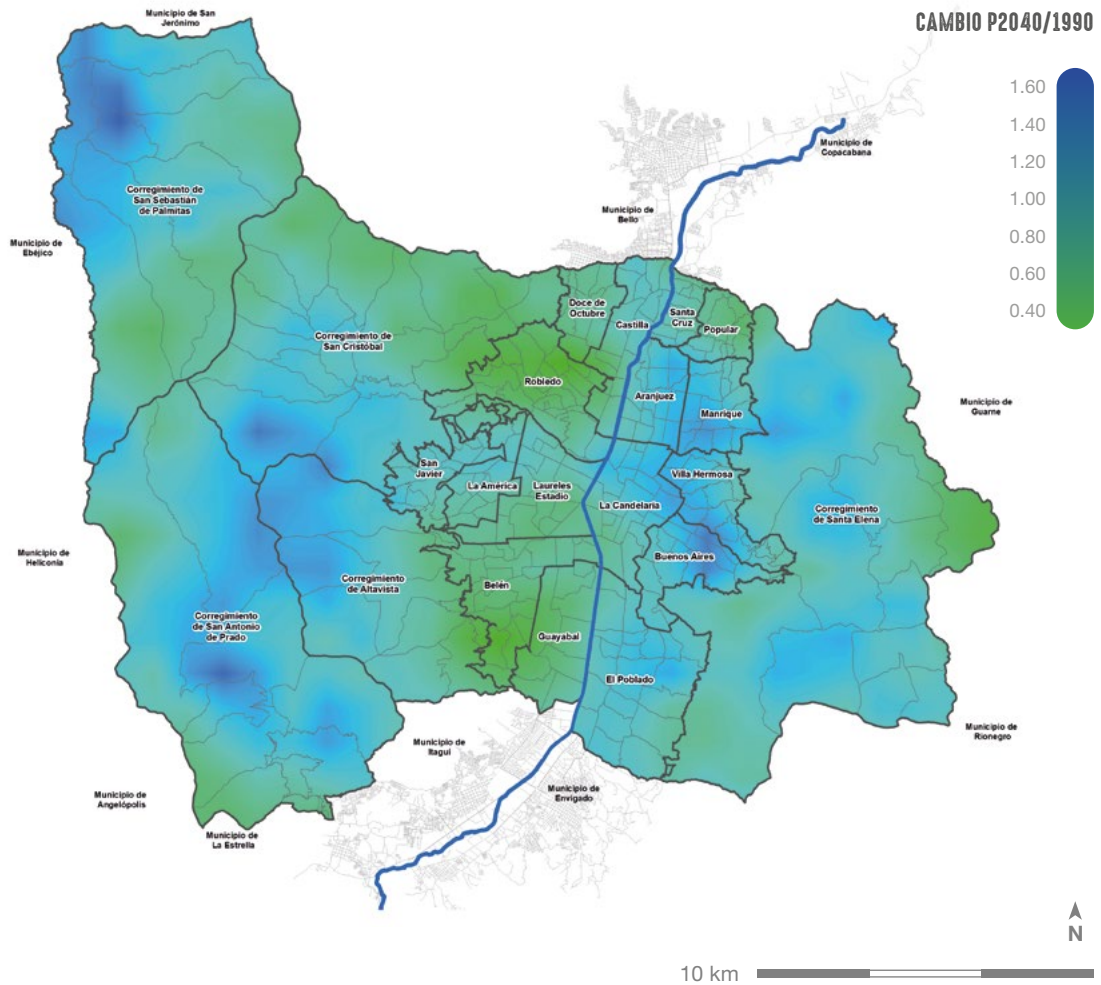 CAMBIO P2040/1990
1.60
1.40
1.20
1.00
0.80
0.60
0.40
Municipio de San
Jerónimo
Municipio de
Copacabana
Corregimiento de
San Sebastián
de Palmitas
Municipio de
Bello
Municipio de
Ebéjico
Doce de
Octubre
Castilla
Santa
Cruz
Popular
Corregimiento de
San Cristóbal
Robledo
Aranjuez
Manrique
Municipio de
Guarne
San
Javier
La América
Laureles
Estadio
Villa Hermosa
La Candelaria
Corregimiento
de Santa Elena
Municipio de
Heliconia
Buenos Aires
Corregimiento
de Altavista
Belén
Corregimiento
de San Antonio
de Prado
Guayabal
El Poblado
Municipio de
Rionegro
Municipio de
Itagui
Municipio de
Angelópolis
Municipio de
Envigado
Municipio de
La Estrella
N
10 km